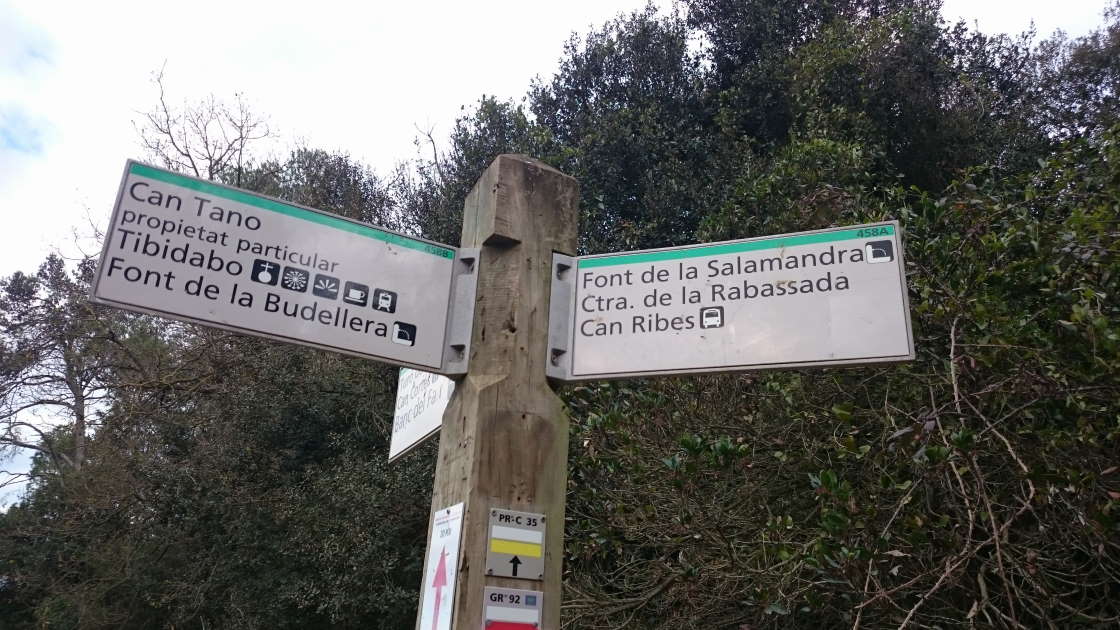 Can Tano
propietat particular
Tibidabo
Font de la Budellera
458B
458A
Font de la Salamandra
Ctra. de la Rabassada
Can Ribes
PR-C 35
GR 92